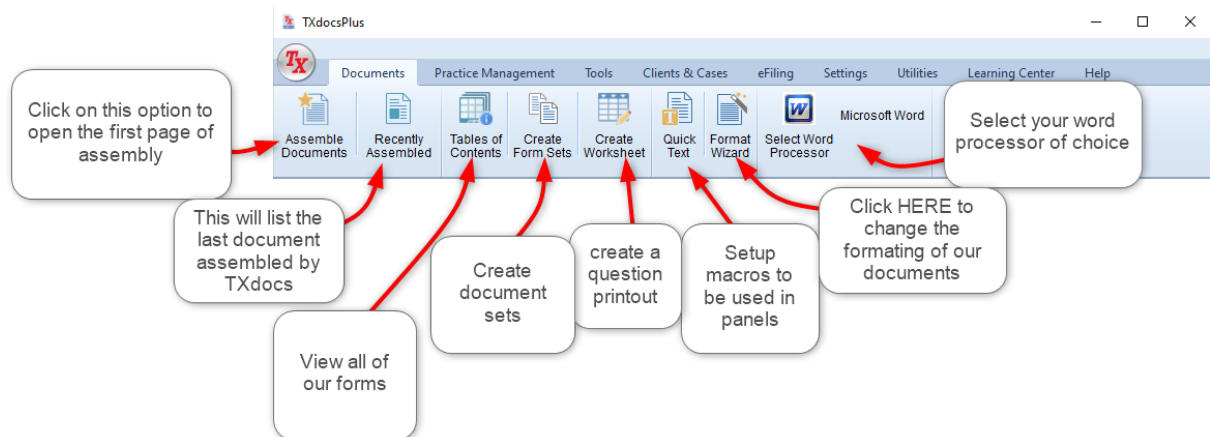 TXdocsPlus
TX
Documents Practice Management Tools Clients & Cases eFiling Settings Utilities Learning Center Help
Click on this option to
open the first page of
assembly
Assemble
Documents
Recently
Assembled
Tables of
Contents
Create
Form Sets
Create
Worksheet
Quick
Text
Format
Wizard
W
Select Word
Processor
Microsoft Word
Select your word
processor of choice
This will list the
last document
assembled by
TXdocs
View all of
our forms
Create
document
sets
create a
question
printout
Setup
macros to
be used in
panels
Click HERE to
change the
formating of our
documents